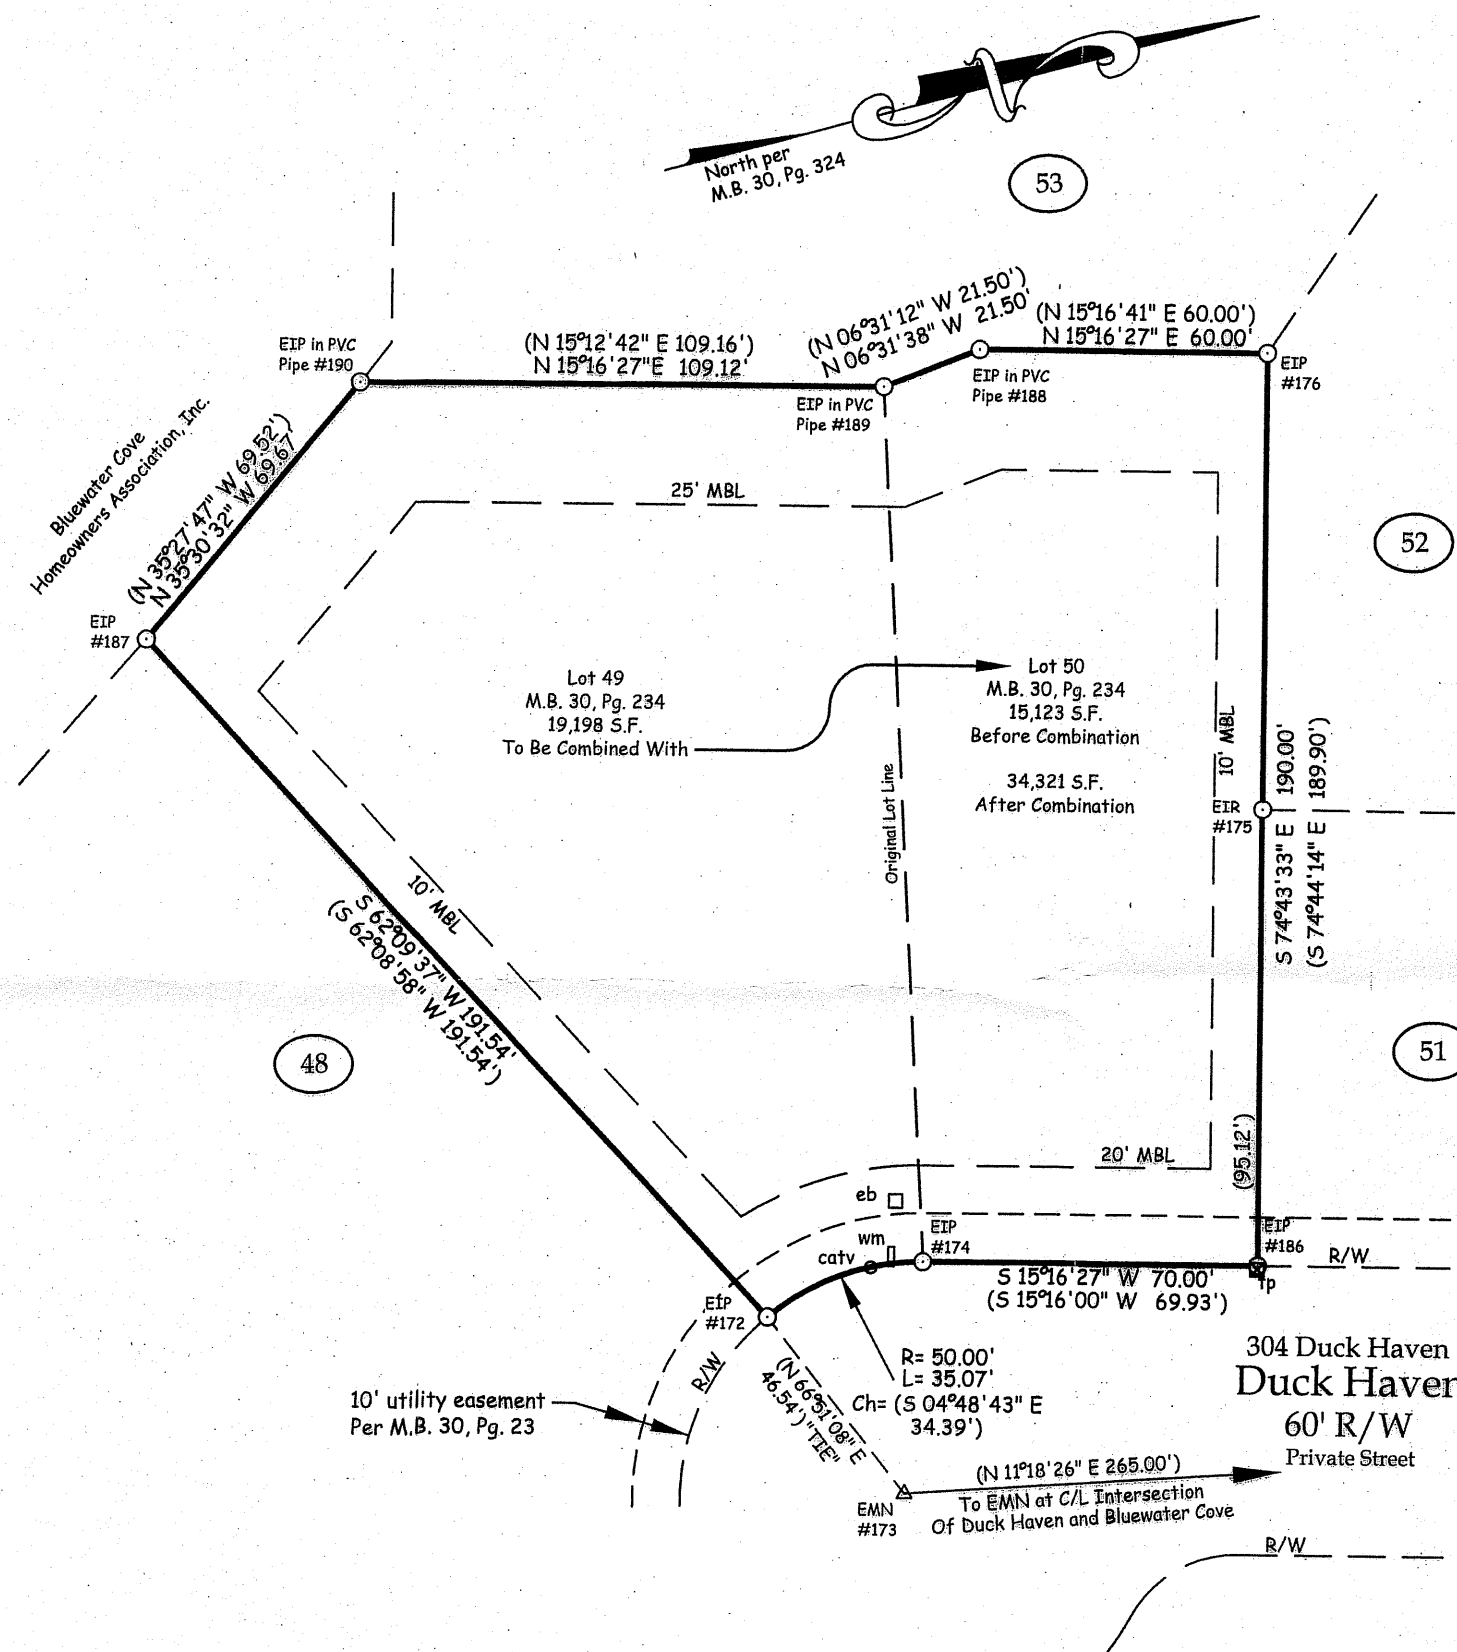 N
North per
M.B. 30, Pg. 324
53
(N 06°31'12" W 21.50')
N 06°31'38" W 21.50'
(N 15°16'41" E 60.00')
N 15°16'27" E 60.00'
(N 15°12'42" E 109.16')
N 15°16'27"E 109.12'
EIP in PVC
Pipe #190
EIP
#176
EIP in PVC
Pipe #188
EIP in PVC
Pipe #189
Bluewater Cove
Homeowners Association, Inc.
(N 35°27'47" W 69.52')
N 35°30'32" W 69.67'
25' MBL
52
EIP
#187
Lot 49
M.B. 30, Pg. 234
19,198 S.F.
To Be Combined With
Lot 50
M.B. 30, Pg. 234
15,123 S.F.
Before Combination
34,321 S.F.
After Combination
10' MBL
S 74°43'33" E 190.00'
(S 74°44'14" E 189.90')
EIR
#175
Original Lot Line
10' MBL
S 62°09'37" W 191.54'
(S 62°08'58" W 191.54')
48
51
(95.12')
20' MBL
eb
wm
catv
EIP
#174
EIP
#186
R/W
tp
S 15°16'27" W 70.00'
(S 15°16'00" W 69.93')
EIP
#172
R/W
R= 50.00'
L= 35.07'
Ch= (S 04°48'43" E
34.39')
(N 66°51'08" E
46.54') "TIE"
304 Duck Haven
Duck Haven
60' R/W
Private Street
10' utility easement
Per M.B. 30, Pg. 23
(N 11°18'26" E 265.00')
To EMN at C/L Intersection
Of Duck Haven and Bluewater Cove
EMN
#173
R/W